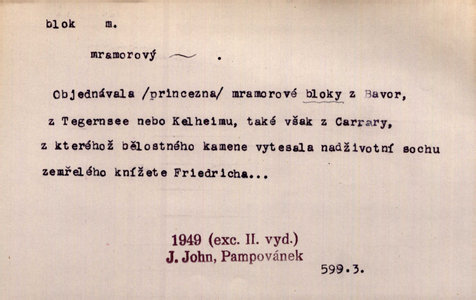 blok m.
mramorový ~ .
Objednávala /princezna/ mramorové bloky z Bavor,
z Tegernsee nebo Kelheimu, také však z Carrary,
z kteréhož bělostného kamene vytesala nadživotní sochu
zemřelého knížete Friedricha...
1949 (exc. II. vyd.)
J. John, Pampovánek
599.3.